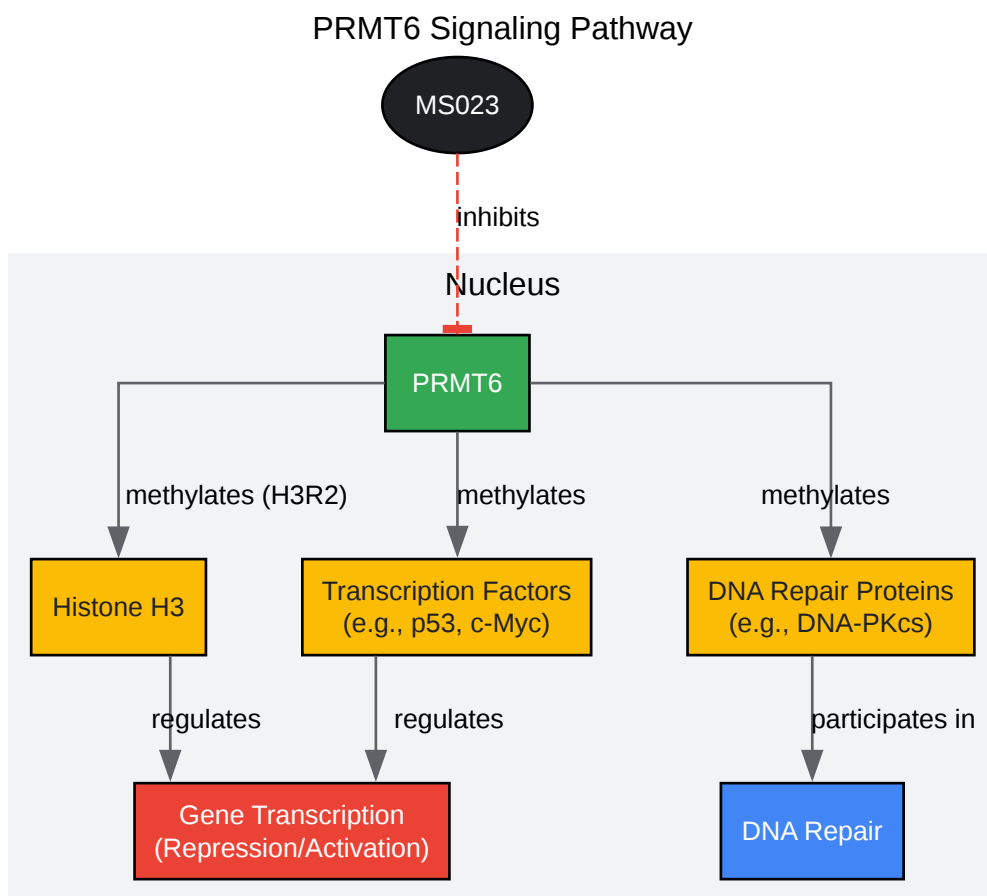 PRMT6 Signaling Pathway
MS023
inhibits
Nucleus
PRMT6
methylates (H3R2)
methylates
methylates
Histone H3
Transcription Factors
(e.g., p53, c-Myc)
DNA Repair Proteins
(e.g., DNA-PKcs)
regulates
regulates
participates in
Gene Transcription
(Repression/Activation)
DNA Repair